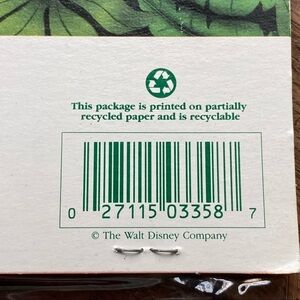 This package is printed on partially
recycled paper and is recyclable
0 27115 03358 7
© The Walt Disney Company